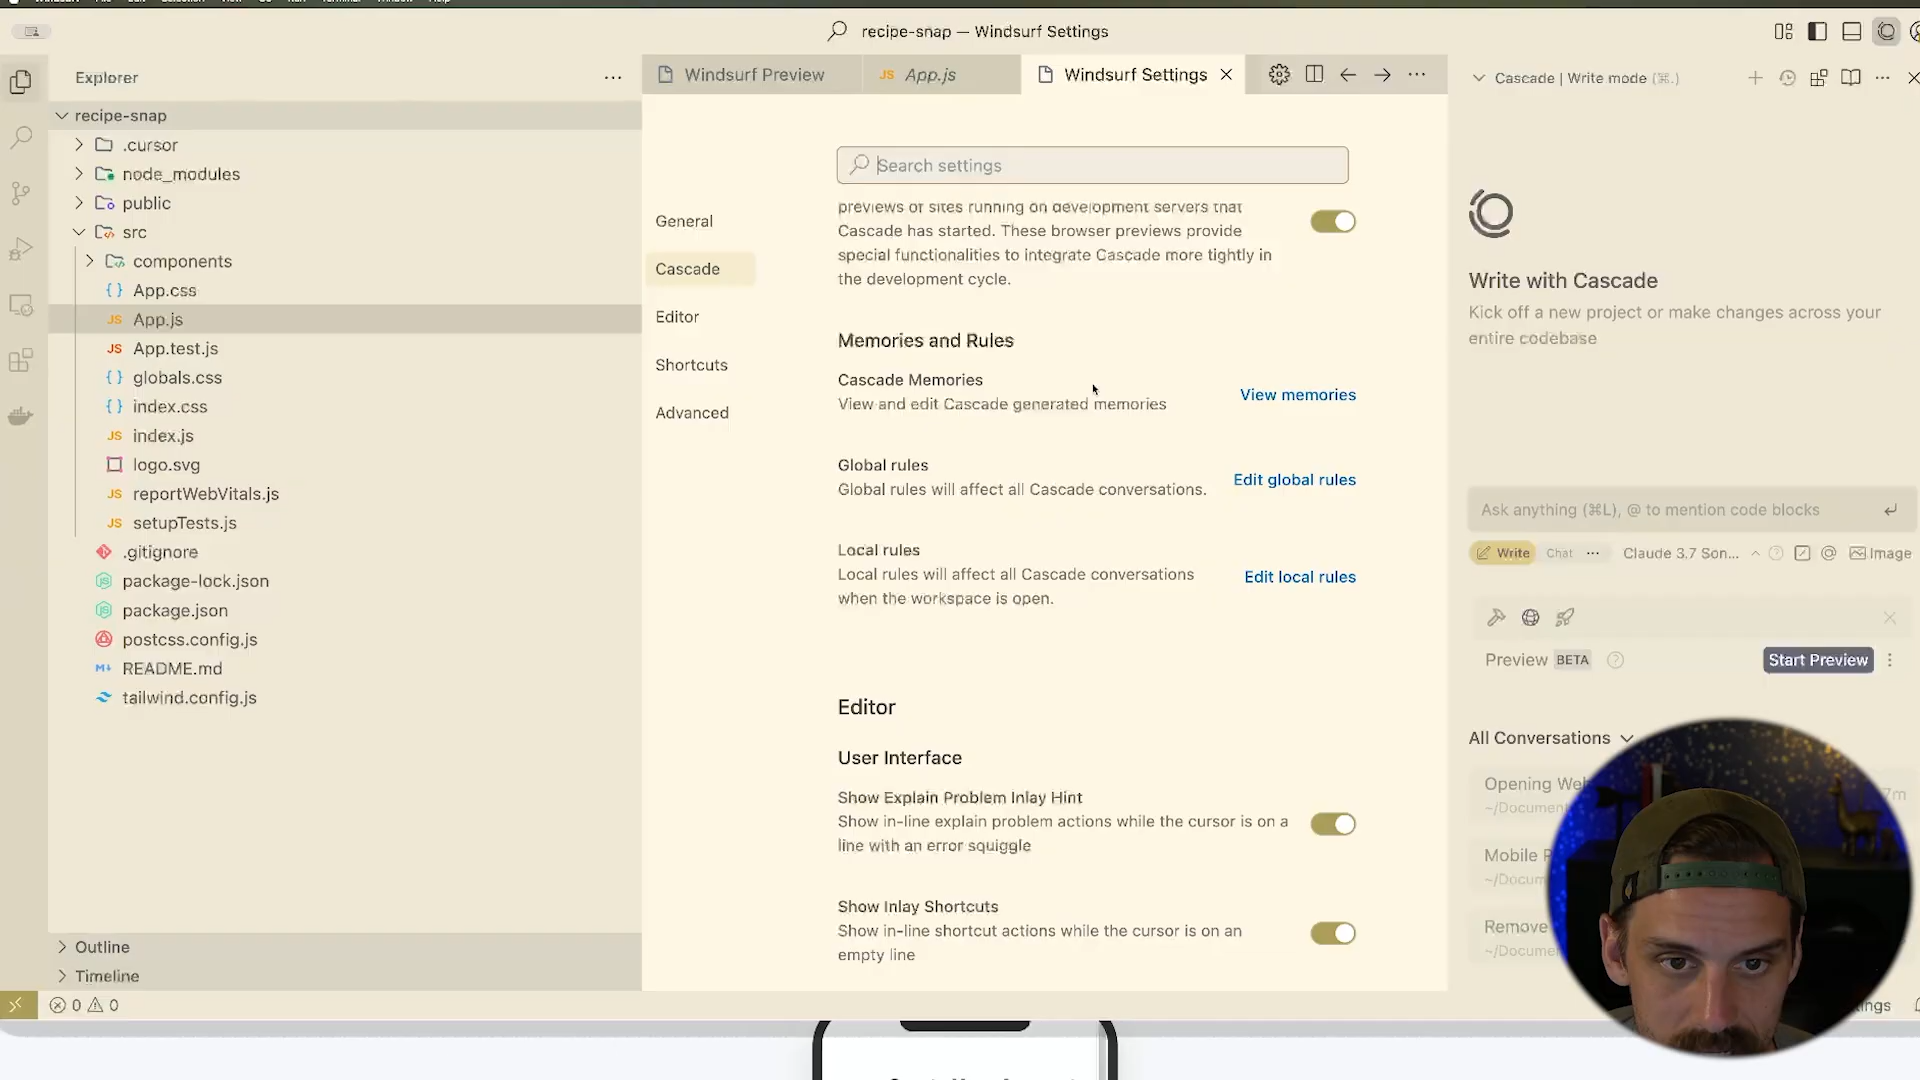 recipe-snap — Windsurf Settings
Explorer
recipe-snap
.cursor
node_modules
public
src
components
App.css
App.js
App.test.js
globals.css
index.css
index.js
logo.svg
reportWebVitals.js
setupTests.js
.gitignore
package-lock.json
package.json
postcss.config.js
README.md
tailwind.config.js
Outline
Timeline
0 0
Windsurf Preview
App.js
Windsurf Settings
Search settings
General
Cascade
Editor
Shortcuts
Advanced
previews of sites running on development servers that
Cascade has started. These browser previews provide
special functionalities to integrate Cascade more tightly in
the development cycle.
Memories and Rules
Cascade Memories
View and edit Cascade generated memories
View memories
Global rules
Global rules will affect all Cascade conversations.
Edit global rules
Local rules
Local rules will affect all Cascade conversations
when the workspace is open.
Edit local rules
Editor
User Interface
Show Explain Problem Inlay Hint
Show in-line explain problem actions while the cursor is on a
line with an error squiggle
Show Inlay Shortcuts
Show in-line shortcut actions while the cursor is on an
empty line
Cascade | Write mode (⌘.)
Write with Cascade
Kick off a new project or make changes across your
entire codebase
Ask anything (⌘L), @ to mention code blocks
Write Chat ... Claude 3.7 Son... Image
Preview BETA
Start Preview
All Conversations
Opening
~/Documen
Mobile
~/Docum
Remove
~/Docume